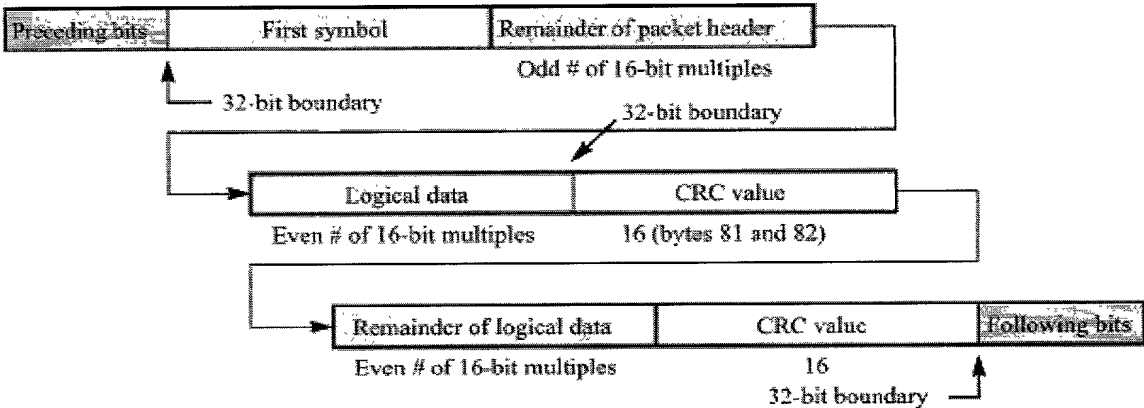 Preceding bits First symbol Remainder of packet header
Odd # of 16-bit multiples
32-bit boundary
32-bit boundary
Logical data CRC value
Even # of 16-bit multiples 16 (bytes 81 and 82)
Remainder of logical data CRC value Following bits
Even # of 16-bit multiples 16
32-bit boundary